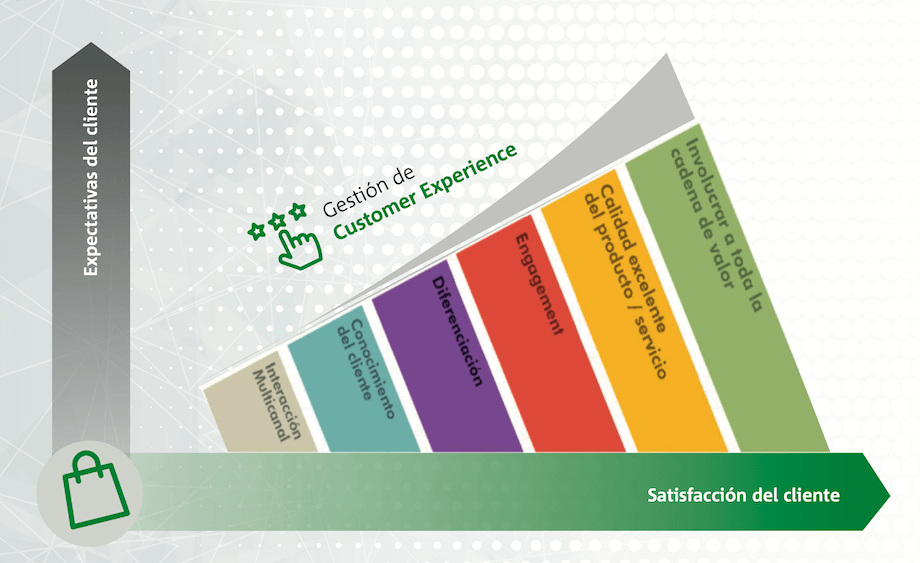 Expectativas del cliente
Gestión de
Customer Experience
Interacción
Multicanal
Conocimiento
del cliente
Diferenciación
Engagement
Calidad excelente
del producto / servicio
Involucrar a toda la
cadena de valor
Satisfacción del cliente